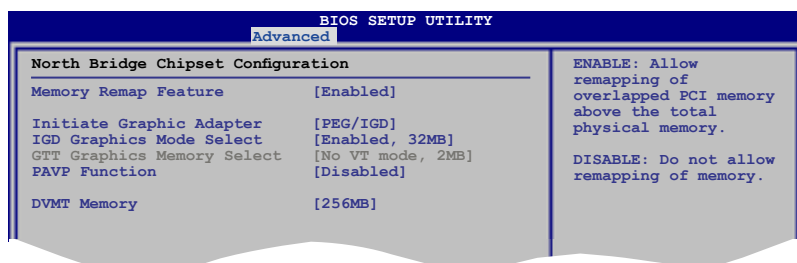 BIOS SETUP UTILITY
Advanced
North Bridge Chipset Configuration
Memory Remap Feature [Enabled]
Initiate Graphic Adapter [PEG/IGD]
IGD Graphics Mode Select [Enabled, 32MB]
GTT Graphics Memory Select [No VT mode, 2MB]
PAVP Function [Disabled]
DVMT Memory [256MB]
ENABLE: Allow
remapping of
overlapped PCI memory
above the total
physical memory.
DISABLE: Do not allow
remapping of memory.